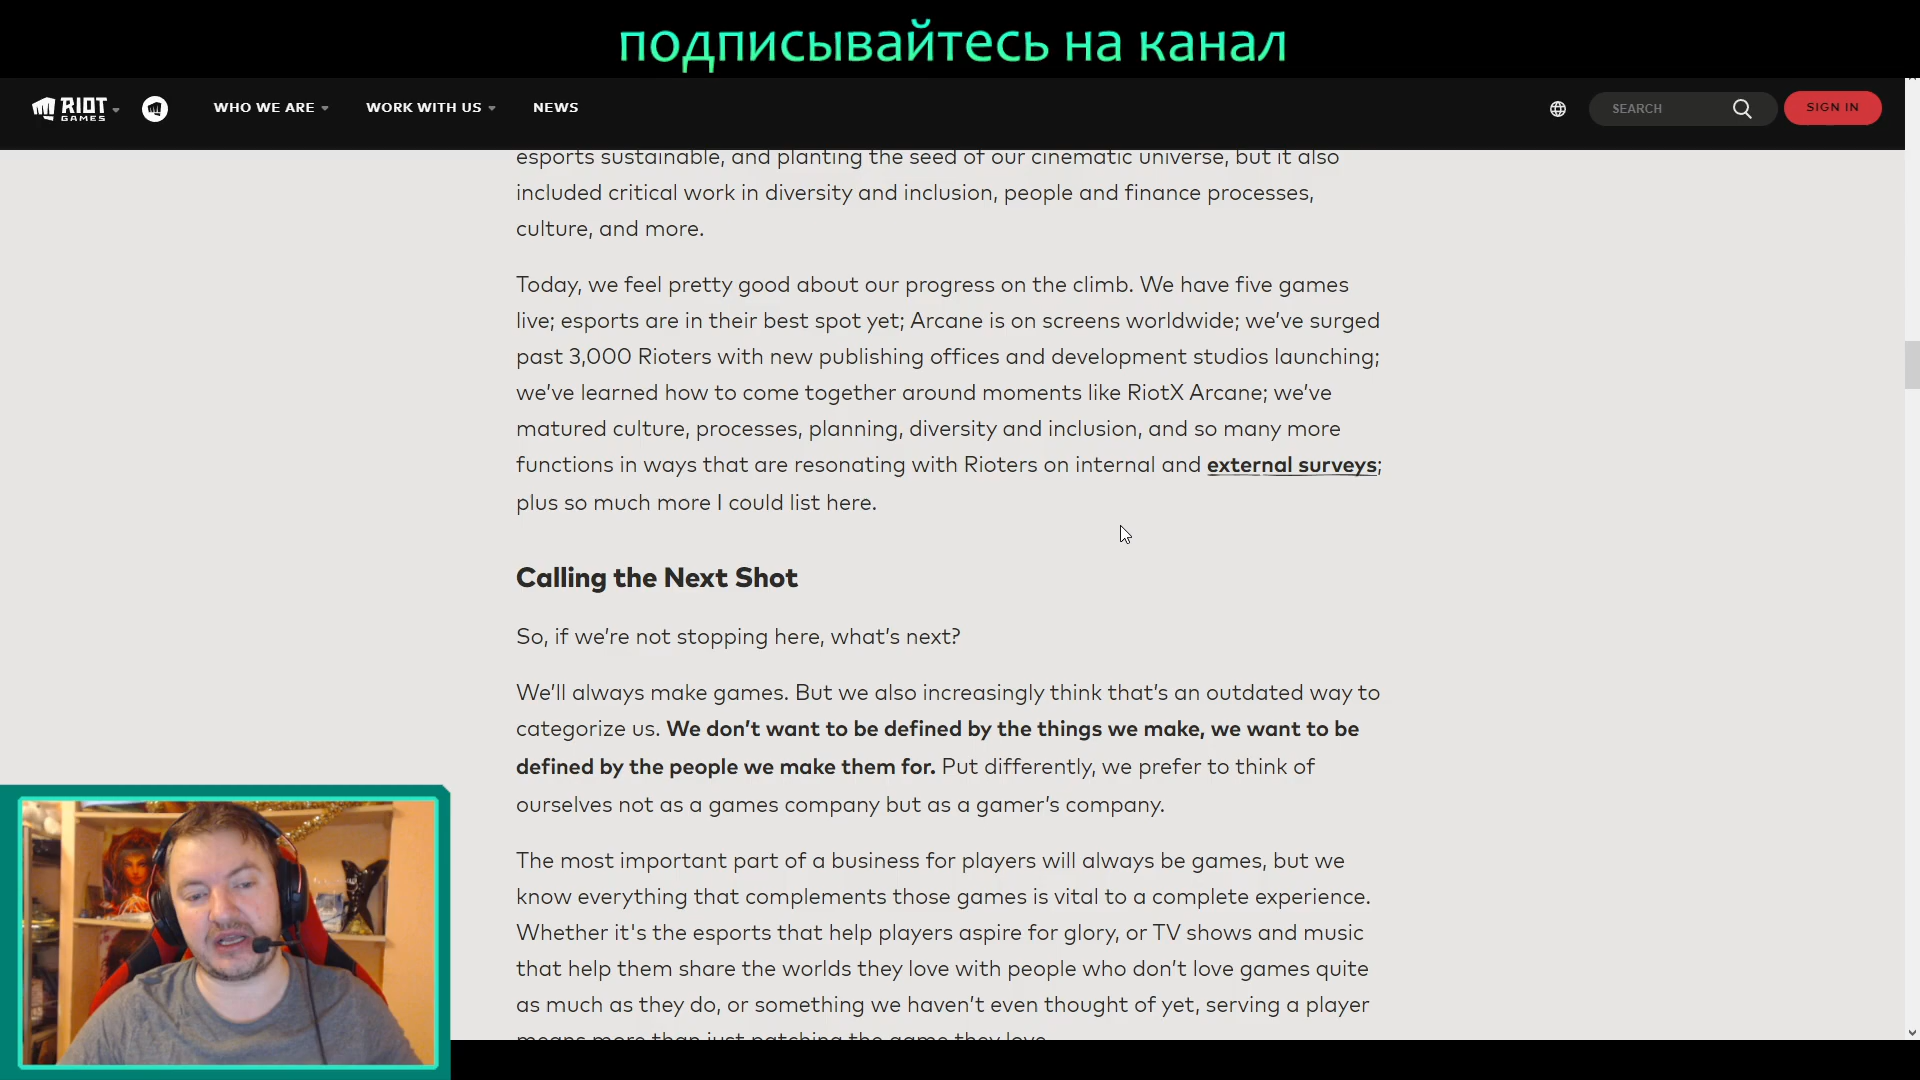 подписывайтесь на канал
RIOT GAMES
WHO WE ARE
WORK WITH US
NEWS
SEARCH
SIGN IN
esports sustainable, and planting the seed of our cinematic universe, but it also
included critical work in diversity and inclusion, people and finance processes,
culture, and more.
Today, we feel pretty good about our progress on the climb. We have five games
live; esports are in their best spot yet; Arcane is on screens worldwide; we’ve surged
past 3,000 Rioters with new publishing offices and development studios launching;
we’ve learned how to come together around moments like RiotX Arcane; we’ve
matured culture, processes, planning, diversity and inclusion, and so many more
functions in ways that are resonating with Rioters on internal and external surveys;
plus so much more I could list here.
Calling the Next Shot
So, if we’re not stopping here, what’s next?
We’ll always make games. But we also increasingly think that’s an outdated way to
categorize us. We don’t want to be defined by the things we make, we want to be
defined by the people we make them for. Put differently, we prefer to think of
ourselves not as a games company but as a gamer’s company.
The most important part of a business for players will always be games, but we
know everything that complements those games is vital to a complete experience.
Whether it's the esports that help players aspire for glory, or TV shows and music
that help them share the worlds they love with people who don’t love games quite
as much as they do, or something we haven’t even thought of yet, serving a player
means more than just patching the game they love.